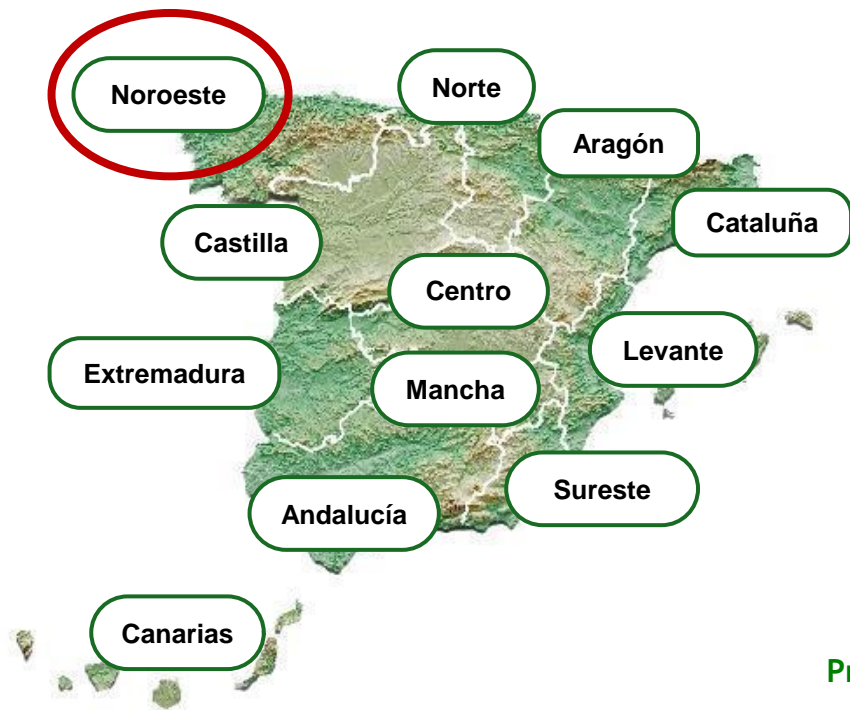 Noroeste
Norte
Aragón
Cataluña
Castilla
Centro
Levante
Extremadura
Mancha
Sureste
Andalucía
Canarias